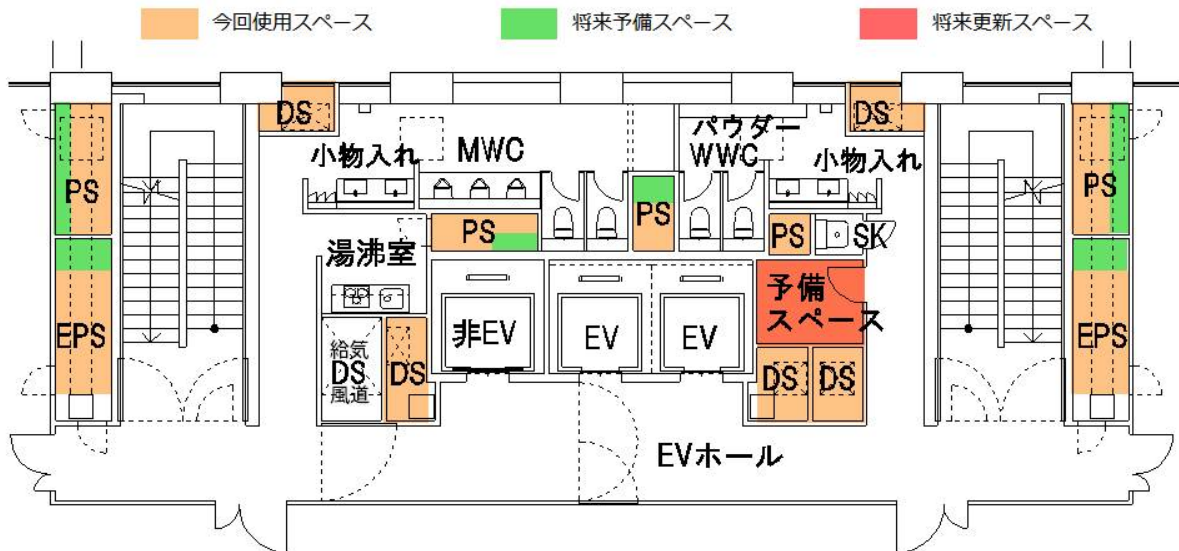 今回使用スペース
将来予備スペース
将来更新スペース
DS
DS
小物入れ
MWC
パウダー
WWC
小物入れ
PS
PS
PS
PS
PS
SK
湯沸室
予備
スペース
EPS
非EV
EV
EV
EPS
給気
DS
風道
DS
DS
DS
EVホール